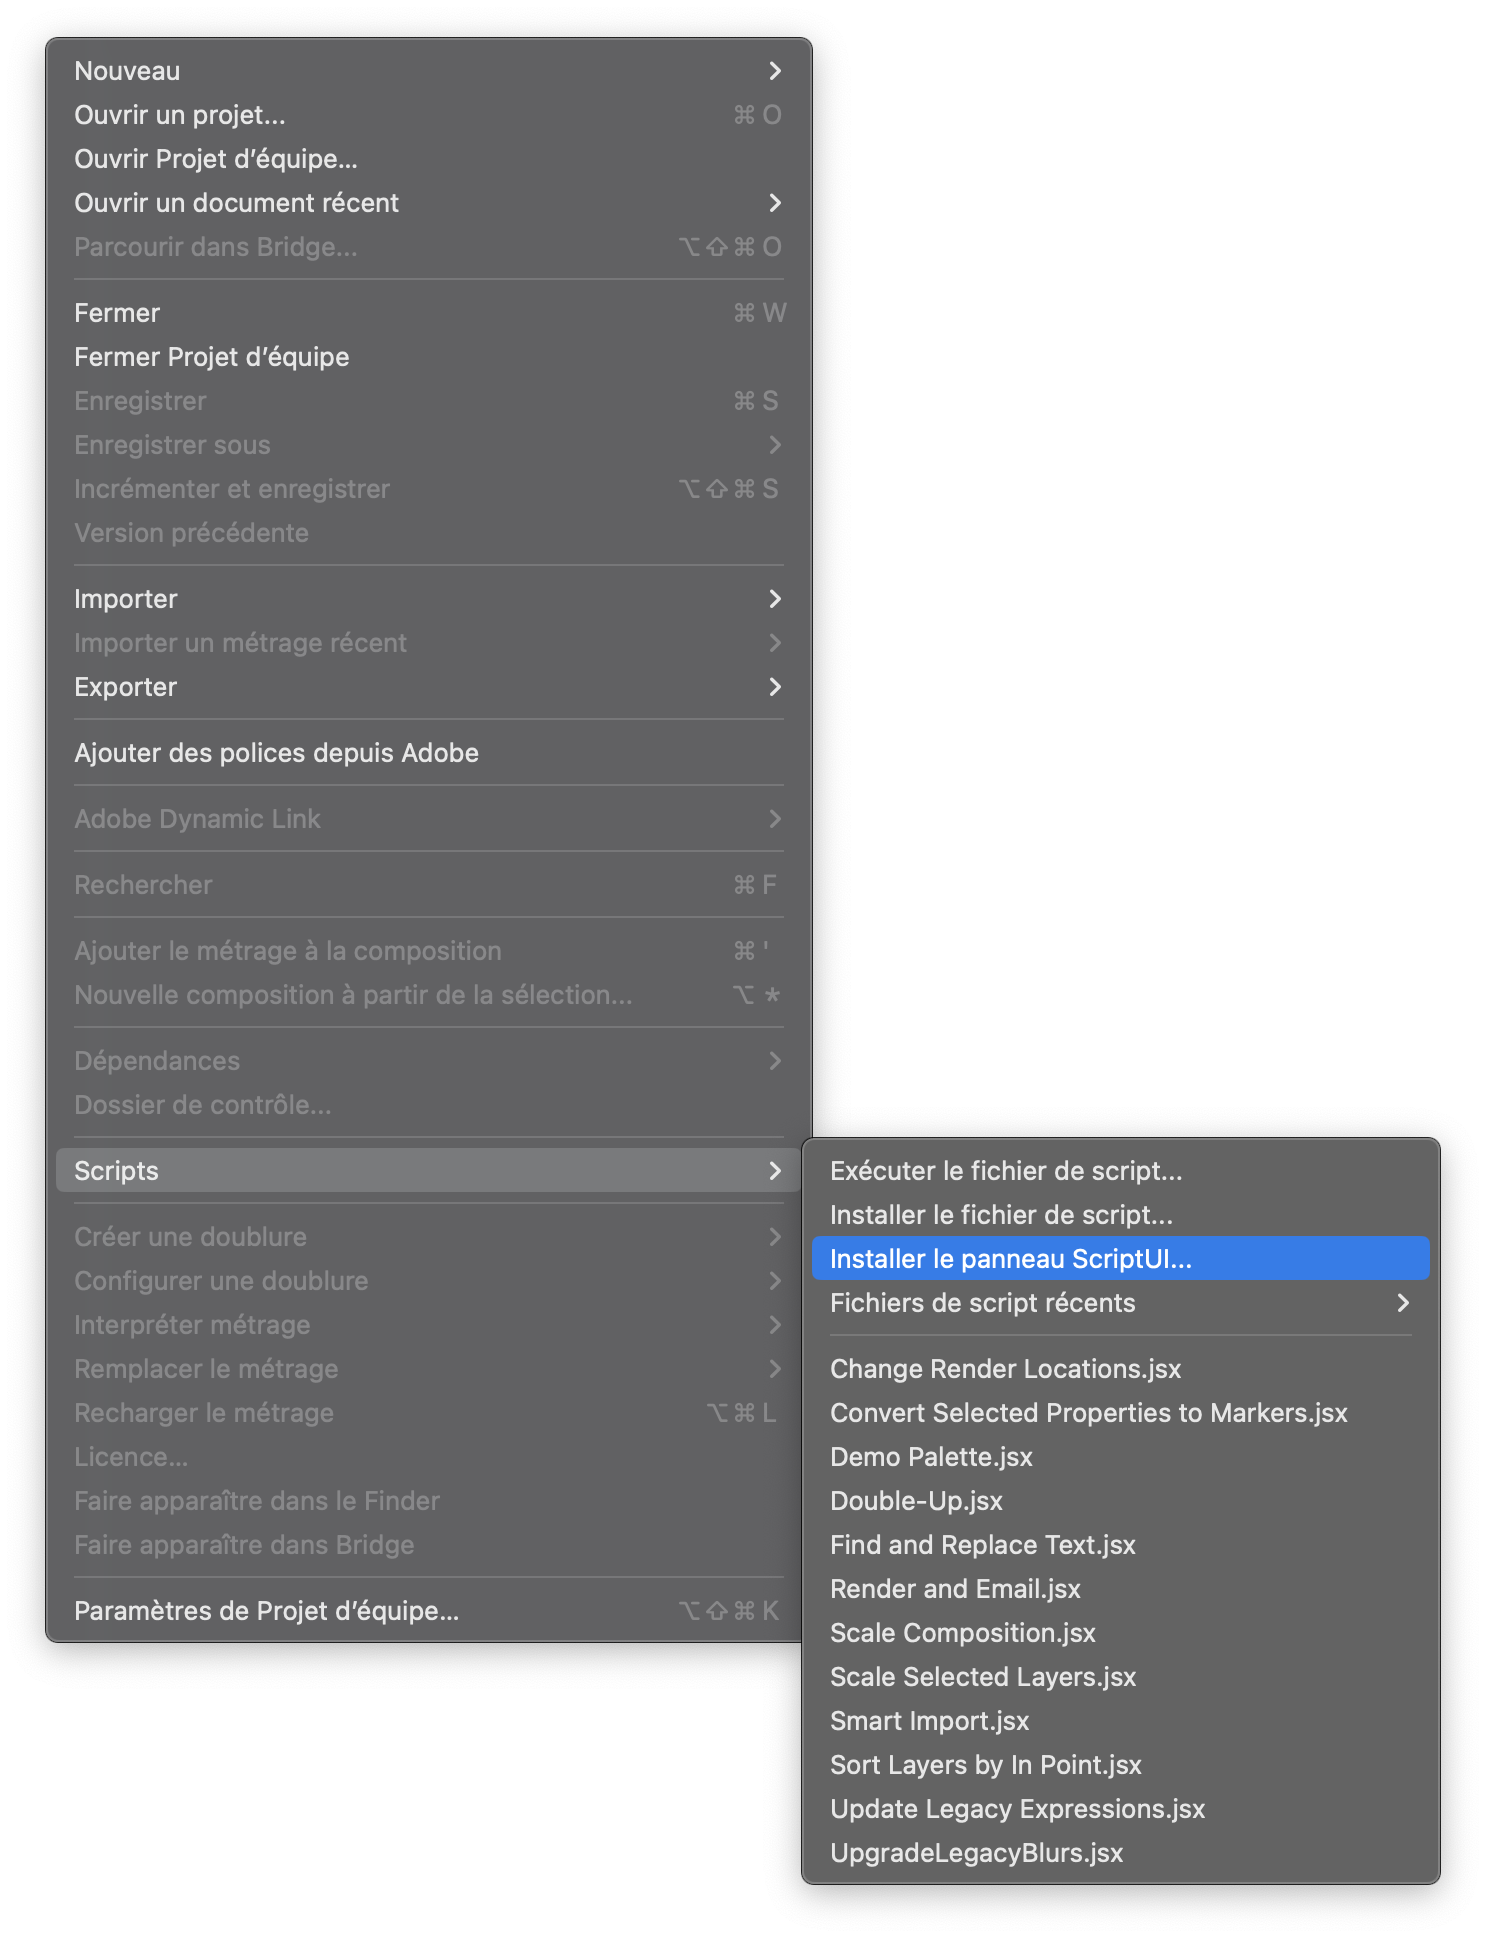 Nouveau
Ouvrir un projet... ⌘ O
Ouvrir Projet d’équipe...
Ouvrir un document récent
Parcourir dans Bridge... ⌥⇧⌘ O
Fermer ⌘ W
Fermer Projet d’équipe
Enregistrer ⌘ S
Enregistrer sous
Incrémenter et enregistrer ⌥⇧⌘ S
Version précédente
Importer
Importer un métrage récent
Exporter
Ajouter des polices depuis Adobe
Adobe Dynamic Link
Rechercher ⌘ F
Ajouter le métrage à la composition ⌘ '
Nouvelle composition à partir de la sélection... ⌥ *
Dépendances
Dossier de contrôle...
Scripts
Créer une doublure
Configurer une doublure
Interpréter métrage
Remplacer le métrage
Recharger le métrage ⌥⌘ L
Licence...
Faire apparaître dans le Finder
Faire apparaître dans Bridge
Paramètres de Projet d’équipe... ⌥⇧⌘ K
Exécuter le fichier de script...
Installer le fichier de script...
Installer le panneau ScriptUI...
Fichiers de script récents
Change Render Locations.jsx
Convert Selected Properties to Markers.jsx
Demo Palette.jsx
Double-Up.jsx
Find and Replace Text.jsx
Render and Email.jsx
Scale Composition.jsx
Scale Selected Layers.jsx
Smart Import.jsx
Sort Layers by In Point.jsx
Update Legacy Expressions.jsx
UpgradeLegacyBlurs.jsx